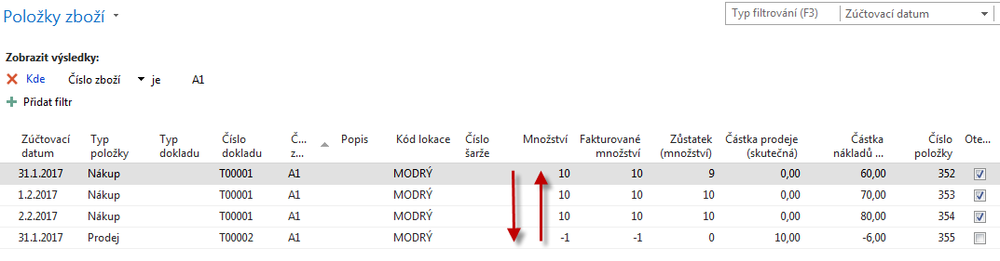 Položky zboží
Typ filtrování (F3) Zúčtovací datum
Zobrazit výsledky:
Kde Číslo zboží je A1
Přidat filtr
Zúčtovací datum Typ položky Typ dokladu Číslo dokladu Č... z... Popis Kód lokace Číslo šarže Množství Fakturované množství Zůstatek (množství) Částka prodeje (skutečná) Částka nákladů ... Číslo položky Ote...
31.1.2017 Nákup T00001 A1 MODRÝ 10 10 9 0,00 60,00 352
1.2.2017 Nákup T00001 A1 MODRÝ 10 10 10 0,00 70,00 353
2.2.2017 Nákup T00001 A1 MODRÝ 10 10 10 0,00 80,00 354
31.1.2017 Prodej T00002 A1 MODRÝ -1 -1 0 10,00 -6,00 355